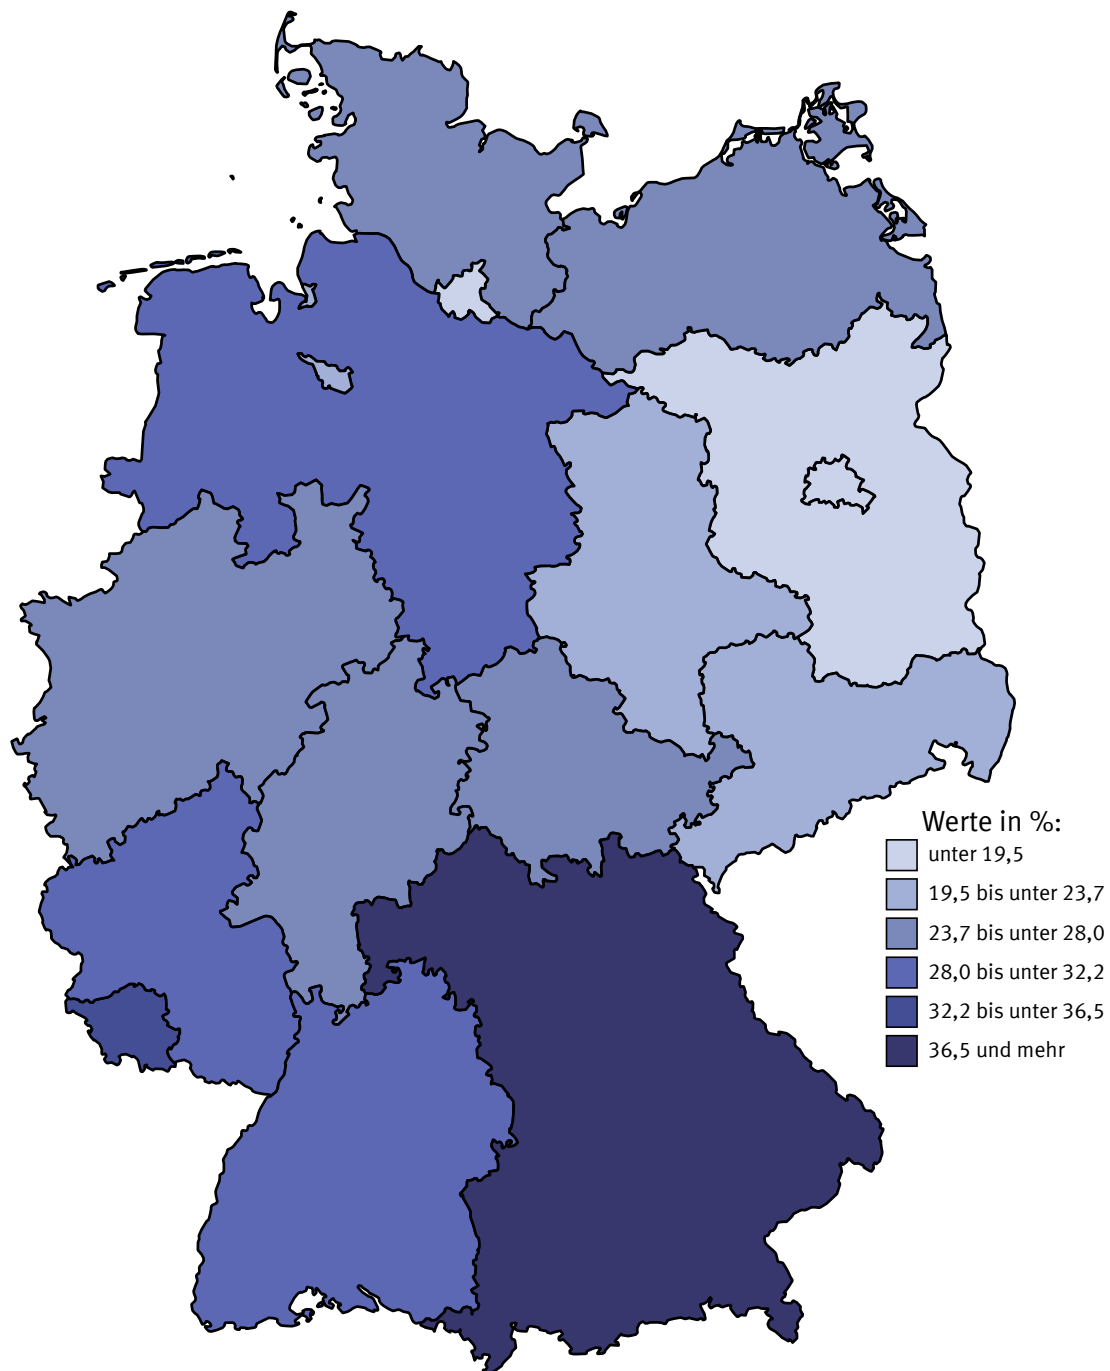 Werte in %:
unter 19,5
19,5 bis unter 23,7
23,7 bis unter 28,0
28,0 bis unter 32,2
32,2 bis unter 36,5
36,5 und mehr